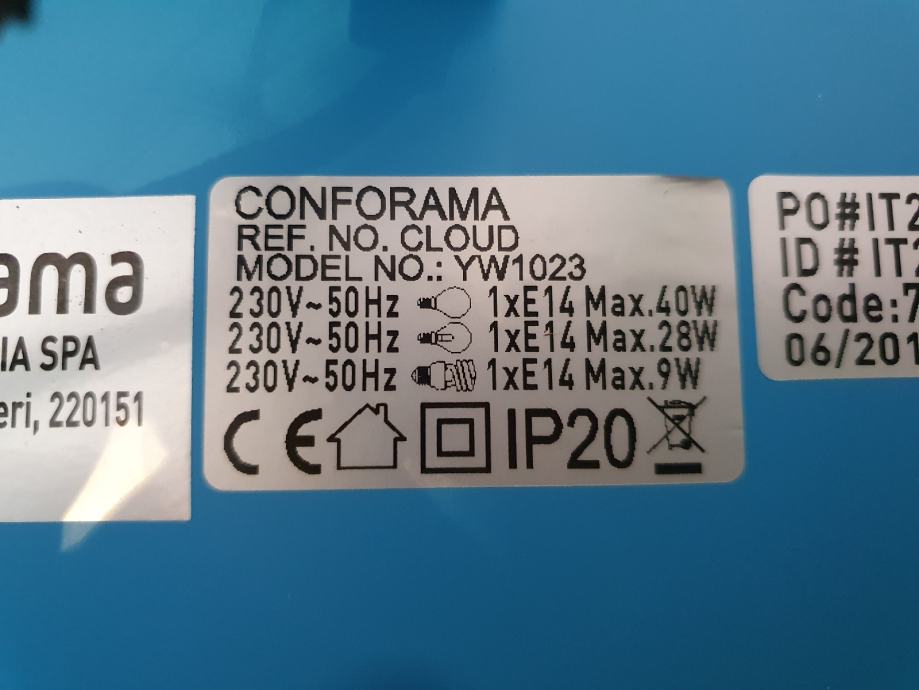 ama
IA SPA
eri, 220151
CONFORAMA
REF. NO. CLOUD
MODEL NO.: YW1023
230V~50Hz 1xE14 Max.40W
230V~50Hz 1xE14 Max.28W
230V~50Hz 1xE14 Max.9W
CE IP20
PO#IT2
ID # IT2
Code:7
06/201